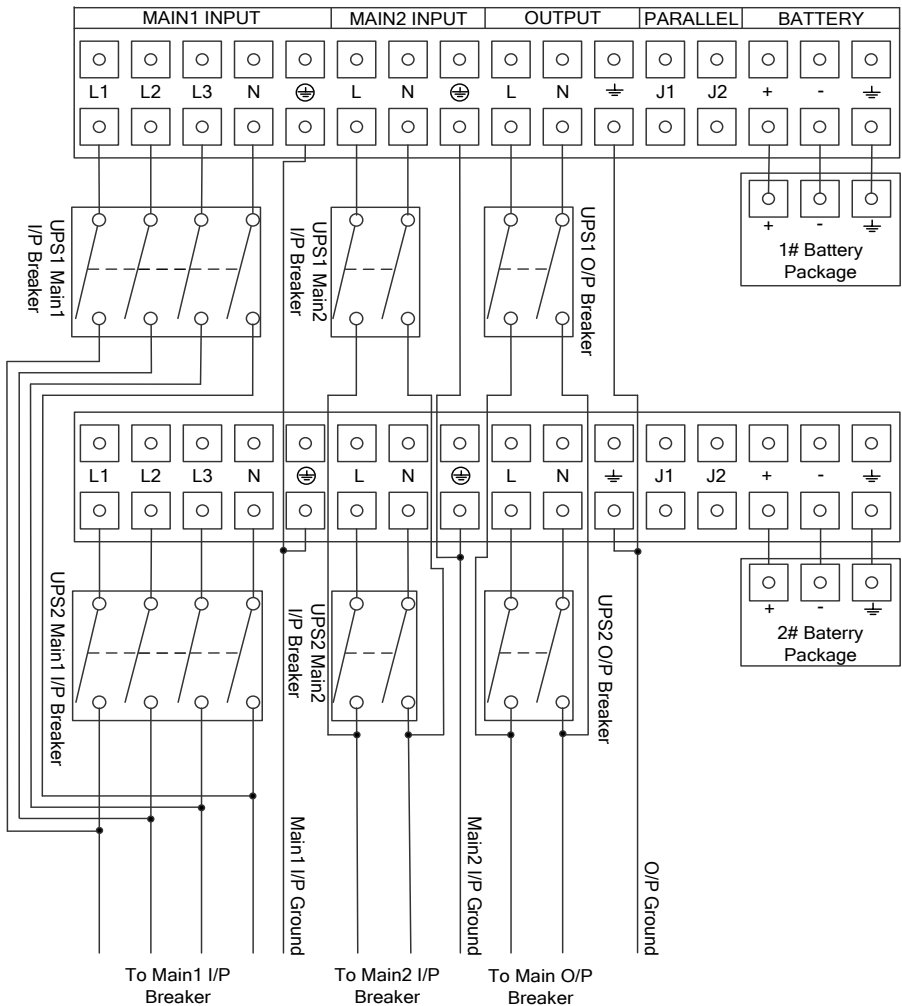 MAIN1 INPUT MAIN2 INPUT OUTPUT PARALLEL BATTERY
L1 L2 L3 N L N L N J1 J2 + -
+ -
1# Battery
Package
UPS1 Main1
I/P Breaker
UPS1 Main2
I/P Breaker
UPS1 O/P Breaker
L1 L2 L3 N L N L N J1 J2 + -
+ -
2# Baterry
Package
UPS2 Main1 I/P Breaker
UPS2 Main2
I/P Breaker
UPS2 O/P Breaker
Main1 I/P Ground
Main2 I/P Ground
O/P Ground
To Main1 I/P
Breaker
To Main2 I/P
Breaker
To Main O/P
Breaker